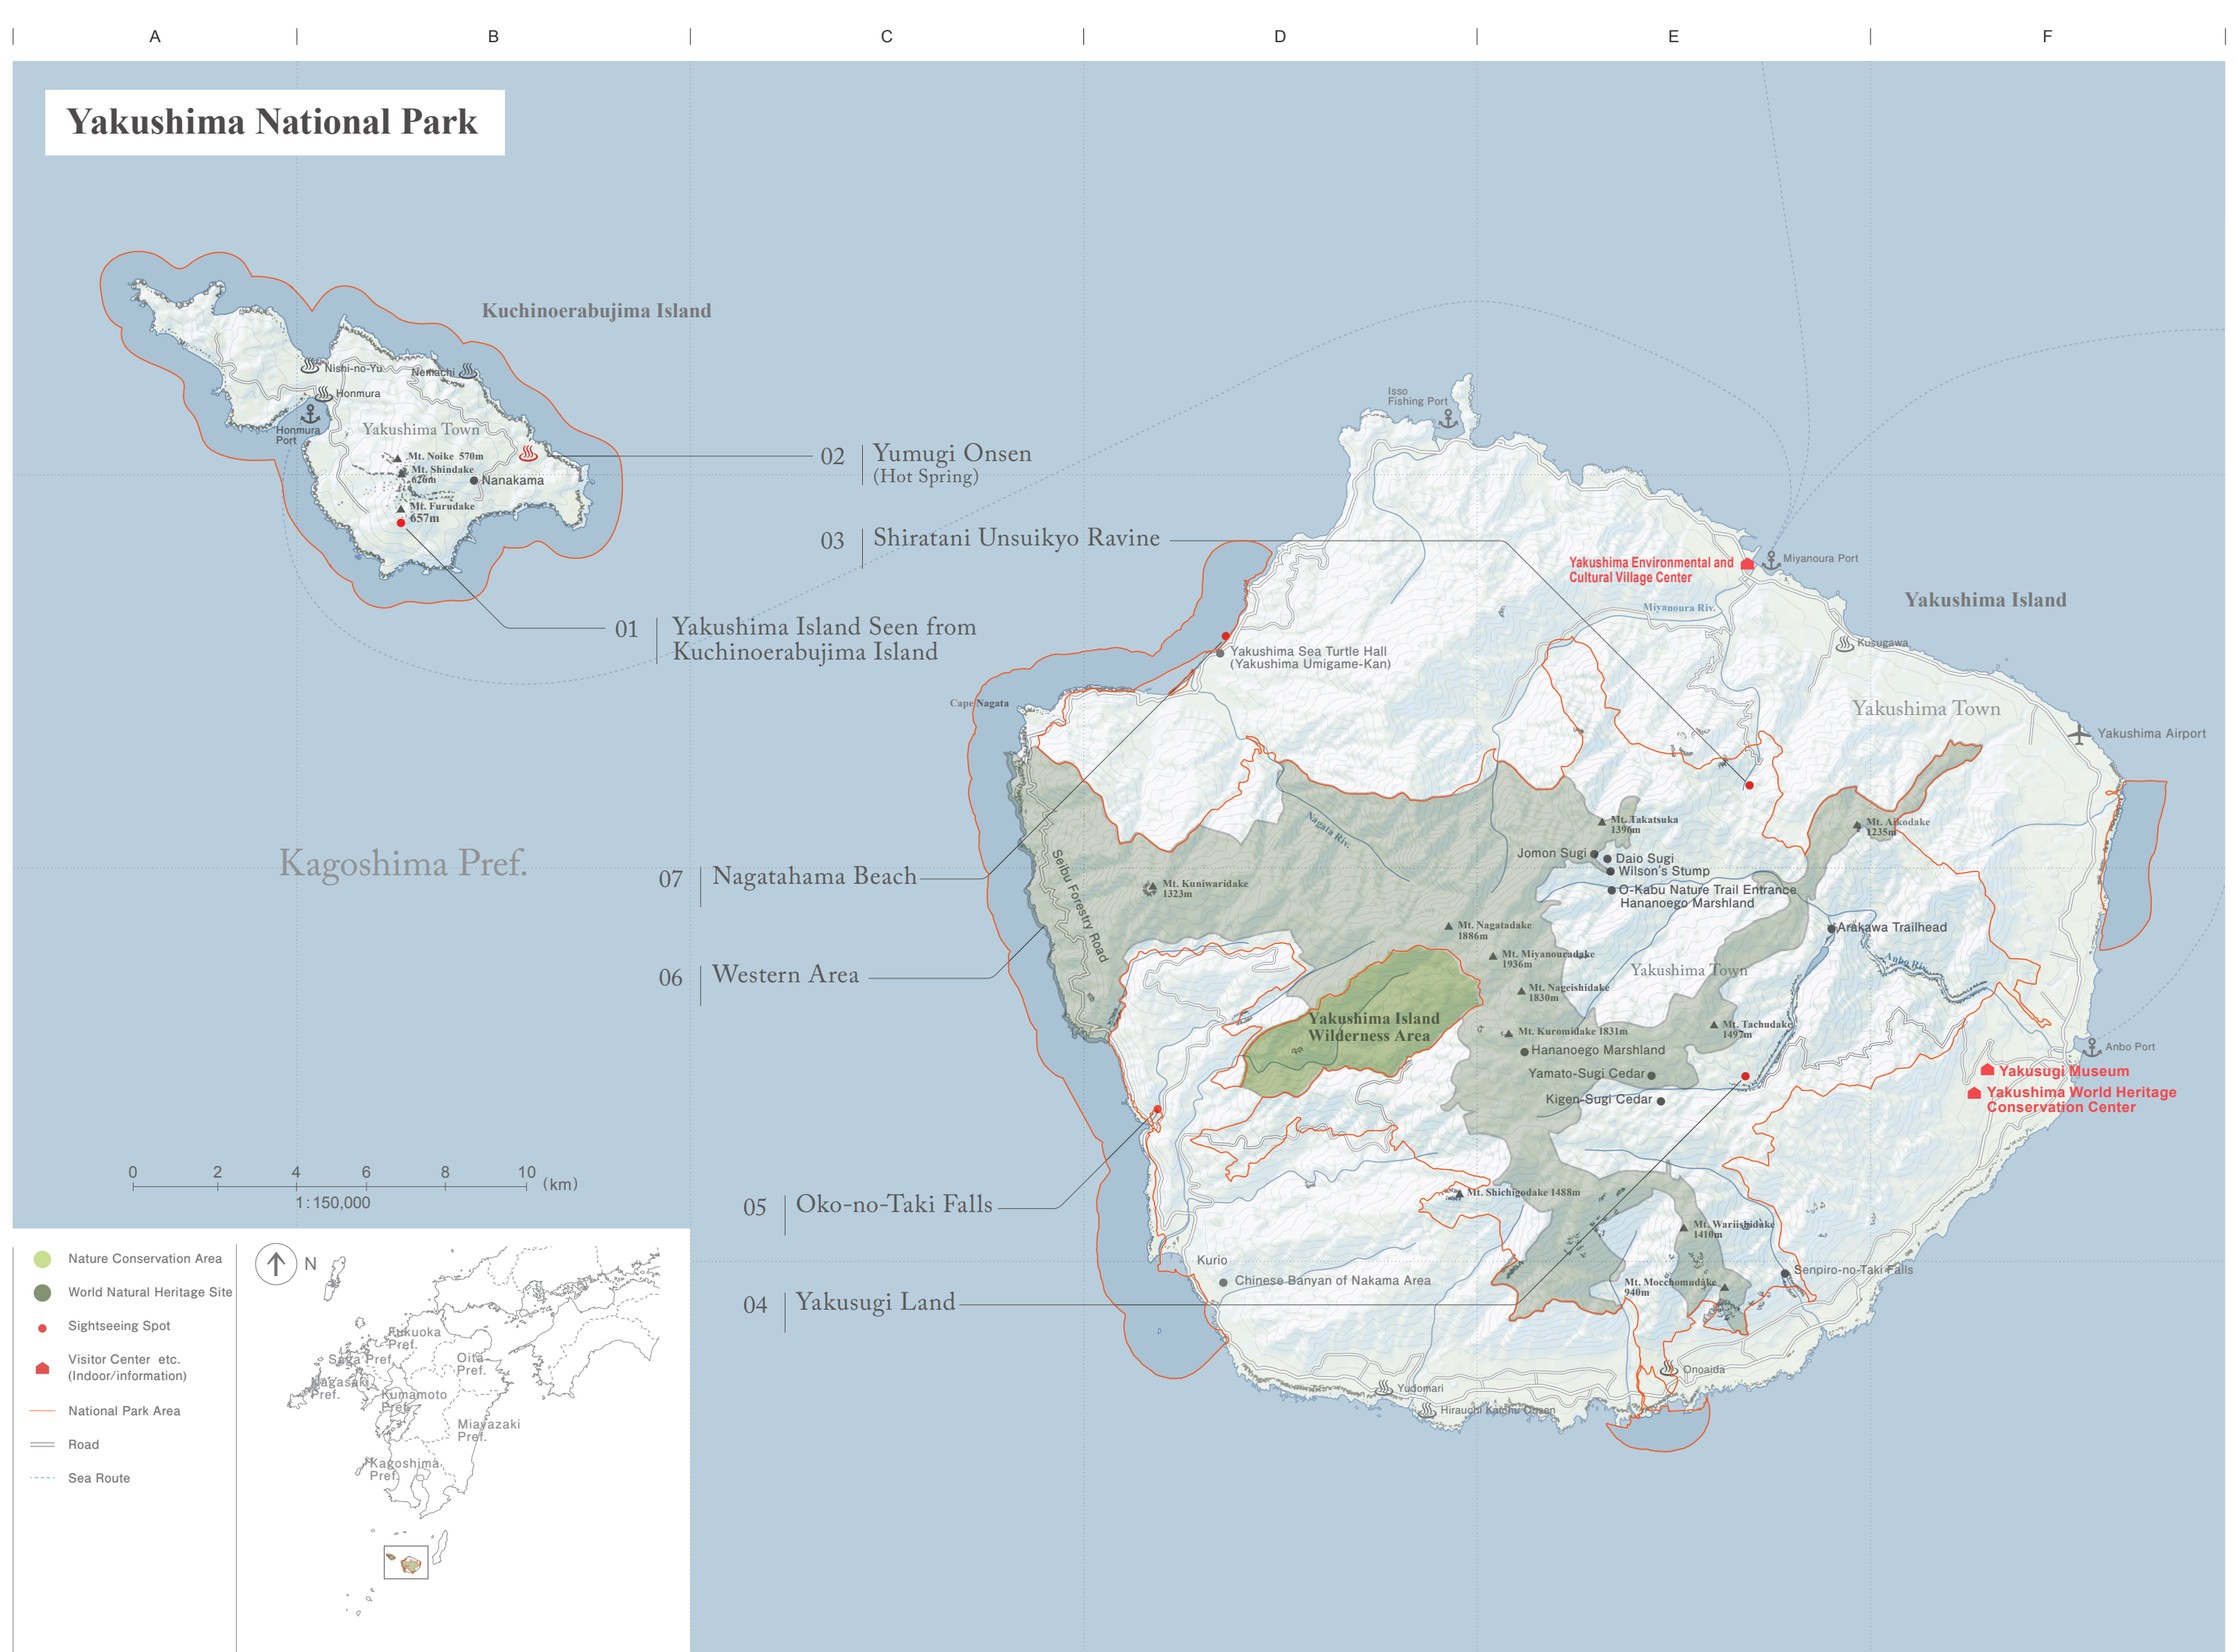 A B C D E F
Yakushima National Park
Kuchinoerabujima Island
Nishi-no-Yu
Nemachi
Honmura
Honmura
Port
Yakushima Town
Mt. Noike 570m
Mt. Shindake
626m
Nanakama
Mt. Furudake
657m
02 Yumugi Onsen
(Hot Spring)
03 Shiratani Unsuikyo Ravine
01 Yakushima Island Seen from
Kuchinoerabujima Island
Isso
Fishing Port
Yakushima Environmental and
Cultural Village Center
Miyanoura Port
Miyanoura Riv.
Yakushima Island
Kusugawa
Yakushima Sea Turtle Hall
(Yakushima Umigame-Kan)
Cape Nagata
Yakushima Town
Yakushima Airport
Kagoshima Pref.
Nagata Riv.
Mt. Takatsuka
1396m
Mt. Aikodake
1235m
Jomon Sugi
Daio Sugi
Wilson's Stump
O-Kabu Nature Trail Entrance
Hananoego Marshland
07 Nagatahama Beach
Seibu Forestry Road
Mt. Kuniwaridake
1323m
Mt. Nagatadake
1886m
Arakawa Trailhead
Mt. Miyanouradake
1936m
Yakushima Town
Anbo Riv.
06 Western Area
Mt. Nageishidake
1830m
Yakushima Island
Wilderness Area
Mt. Kuromidake 1831m
Mt. Tachudake
1497m
Hananoego Marshland
Anbo Port
Yamato-Sugi Cedar
Yakusugi Museum
Kigen-Sugi Cedar
Yakushima World Heritage
Conservation Center
0 2 4 6 8 10 (km)
1:150,000
05 Oko-no-Taki Falls
Mt. Shichigodake 1488m
Mt. Wariishidake
1410m
Kurio
Chinese Banyan of Nakama Area
Senpiro-no-Taki Falls
Mt. Mocchomudake
940m
04 Yakusugi Land
Onoaida
Yudomari
Hirauchi Kaichu Onsen
Nature Conservation Area
World Natural Heritage Site
Sightseeing Spot
Visitor Center etc.
(Indoor/information)
National Park Area
Road
Sea Route
N
Fukuoka
Pref.
Saga Pref.
Oita
Pref.
Nagasaki
Pref.
Kumamoto
Pref.
Miayazaki
Pref.
Kagoshima
Pref.